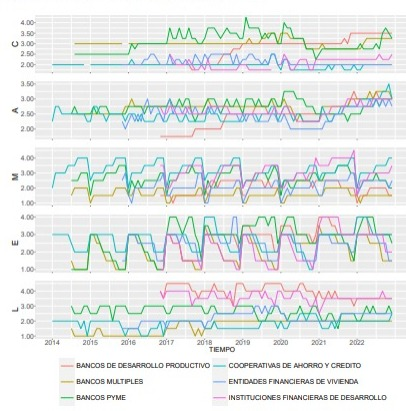 4.00
3.50
3.00
2.50
2.00
C
3.50
3.00
2.50
2.00
A
4.00
3.00
2.00
1.00
M
4.00
3.00
2.00
1.00
E
4.00
3.00
2.00
1.00
L
2014 2015 2016 2017 2018 2019 2020 2021 2022
TIEMPO
BANCOS DE DESARROLLO PRODUCTIVO
BANCOS MULTIPLES
BANCOS PYME
COOPERATIVAS DE AHORRO Y CREDITO
ENTIDADES FINANCIERAS DE VIVIENDA
INSTITUCIONES FINANCIERAS DE DESARROLLO